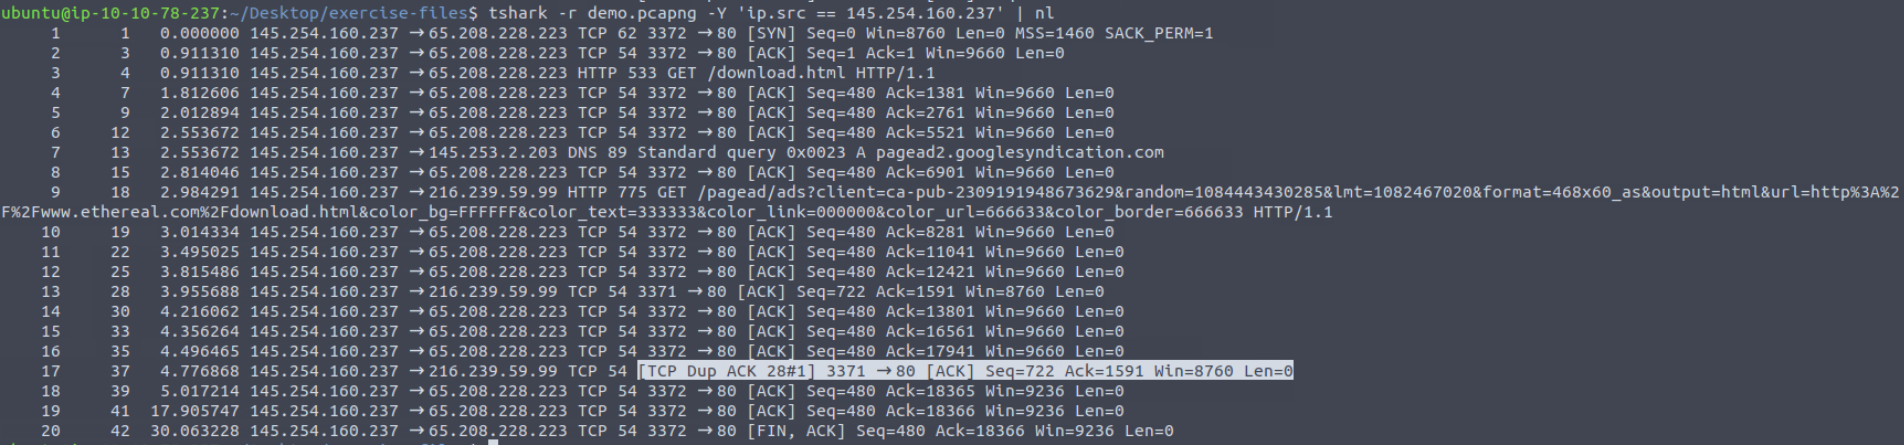 ubuntu@ip-10-10-78-237:~/Desktop/exercise-files$ tshark -r demo.pcapng -Y 'ip.src == 145.254.160.237' | nl
1 1 0.000000 145.254.160.237 → 65.208.228.223 TCP 62 3372 → 80 [SYN] Seq=0 Win=8760 Len=0 MSS=1460 SACK_PERM=1
2 3 0.911310 145.254.160.237 → 65.208.228.223 TCP 54 3372 → 80 [ACK] Seq=1 Ack=1 Win=9660 Len=0
3 4 0.911310 145.254.160.237 → 65.208.228.223 HTTP 533 GET /download.html HTTP/1.1
4 7 1.812606 145.254.160.237 → 65.208.228.223 TCP 54 3372 → 80 [ACK] Seq=480 Ack=1381 Win=9660 Len=0
5 9 2.012894 145.254.160.237 → 65.208.228.223 TCP 54 3372 → 80 [ACK] Seq=480 Ack=2761 Win=9660 Len=0
6 12 2.553672 145.254.160.237 → 65.208.228.223 TCP 54 3372 → 80 [ACK] Seq=480 Ack=5521 Win=9660 Len=0
7 13 2.553672 145.254.160.237 → 145.253.2.203 DNS 89 Standard query 0x0023 A pagead2.googlesyndication.com
8 15 2.814046 145.254.160.237 → 65.208.228.223 TCP 54 3372 → 80 [ACK] Seq=480 Ack=6901 Win=9660 Len=0
9 18 2.984291 145.254.160.237 → 216.239.59.99 HTTP 775 GET /pagead/ads?client=ca-pub-2309191948673629&random=1084443430285&lmt=1082467020&format=468x60_as&output=html&url=http%3A%2
F%2Fwww.ethereal.com%2Fdownload.html&color_bg=FFFFFF&color_text=333333&color_link=000000&color_url=666633&color_border=666633 HTTP/1.1
10 19 3.014334 145.254.160.237 → 65.208.228.223 TCP 54 3372 → 80 [ACK] Seq=480 Ack=8281 Win=9660 Len=0
11 22 3.495025 145.254.160.237 → 65.208.228.223 TCP 54 3372 → 80 [ACK] Seq=480 Ack=11041 Win=9660 Len=0
12 25 3.815486 145.254.160.237 → 65.208.228.223 TCP 54 3372 → 80 [ACK] Seq=480 Ack=12421 Win=9660 Len=0
13 28 3.955688 145.254.160.237 → 216.239.59.99 TCP 54 3371 → 80 [ACK] Seq=722 Ack=1591 Win=8760 Len=0
14 30 4.216062 145.254.160.237 → 65.208.228.223 TCP 54 3372 → 80 [ACK] Seq=480 Ack=13801 Win=9660 Len=0
15 33 4.356264 145.254.160.237 → 65.208.228.223 TCP 54 3372 → 80 [ACK] Seq=480 Ack=16561 Win=9660 Len=0
16 35 4.496465 145.254.160.237 → 65.208.228.223 TCP 54 3372 → 80 [ACK] Seq=480 Ack=17941 Win=9660 Len=0
17 37 4.776868 145.254.160.237 → 216.239.59.99 TCP 54 [TCP Dup ACK 28#1] 3371 → 80 [ACK] Seq=722 Ack=1591 Win=8760 Len=0
18 39 5.017214 145.254.160.237 → 65.208.228.223 TCP 54 3372 → 80 [ACK] Seq=480 Ack=18365 Win=9236 Len=0
19 41 17.905747 145.254.160.237 → 65.208.228.223 TCP 54 3372 → 80 [ACK] Seq=480 Ack=18366 Win=9236 Len=0
20 42 30.063228 145.254.160.237 → 65.208.228.223 TCP 54 3372 → 80 [FIN, ACK] Seq=480 Ack=18366 Win=9236 Len=0